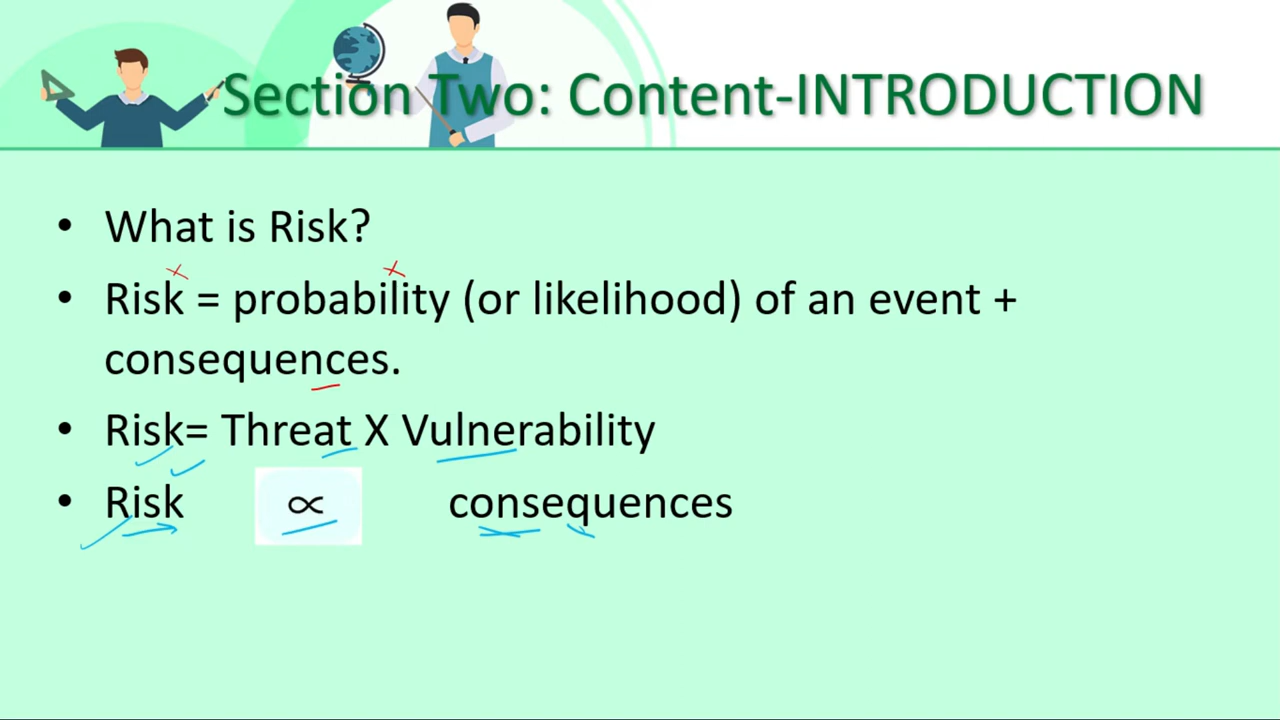 Section Two: Content-INTRODUCTION
• What is Risk?
• Risk = probability (or likelihood) of an event +
consequences.
• Risk= Threat X Vulnerability
• Risk ∝ consequences